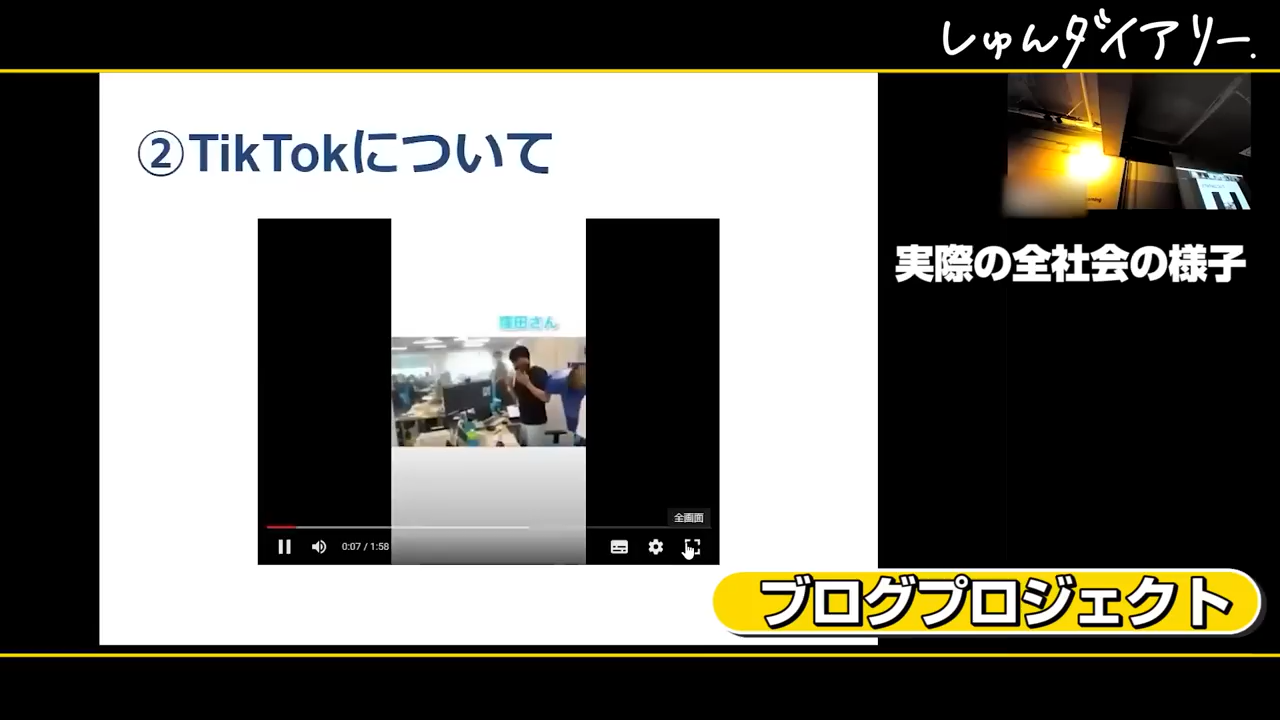 しゅんダイアリー.
②TikTokについて
実際の全社会の様子
窪田さん
全画面
0:07 / 1:58
ブログプロジェクト